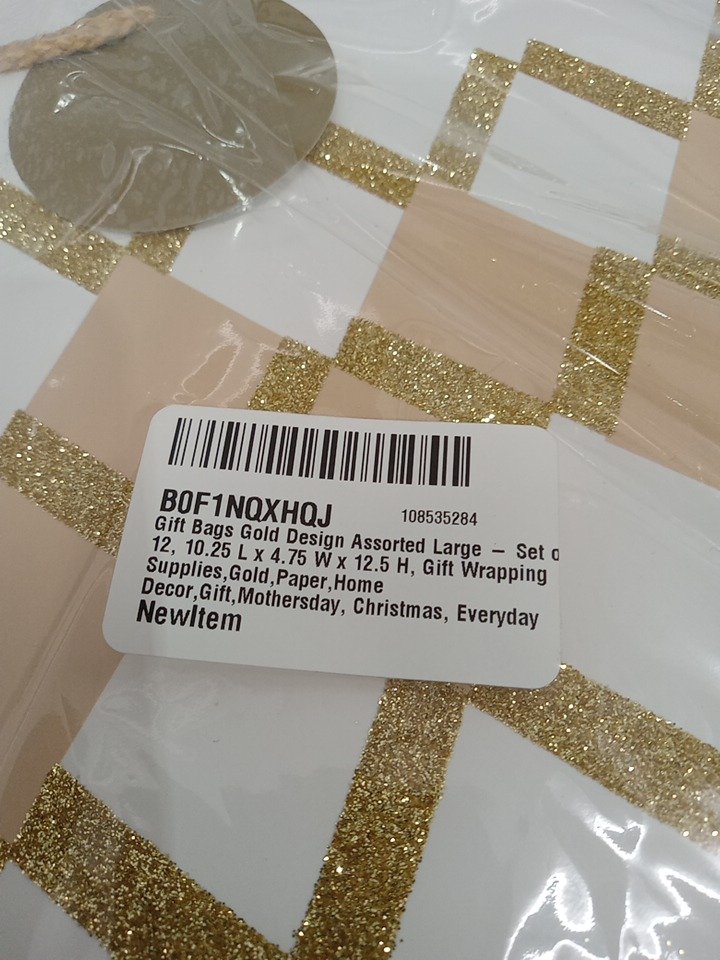 B0F1NQXHQJ 108535284
Gift Bags Gold Design Assorted Large – Set o
12, 10.25 L x 4.75 W x 12.5 H, Gift Wrapping
Supplies,Gold,Paper,Home
Decor,Gift,Mothersday, Christmas, Everyday
NewItem